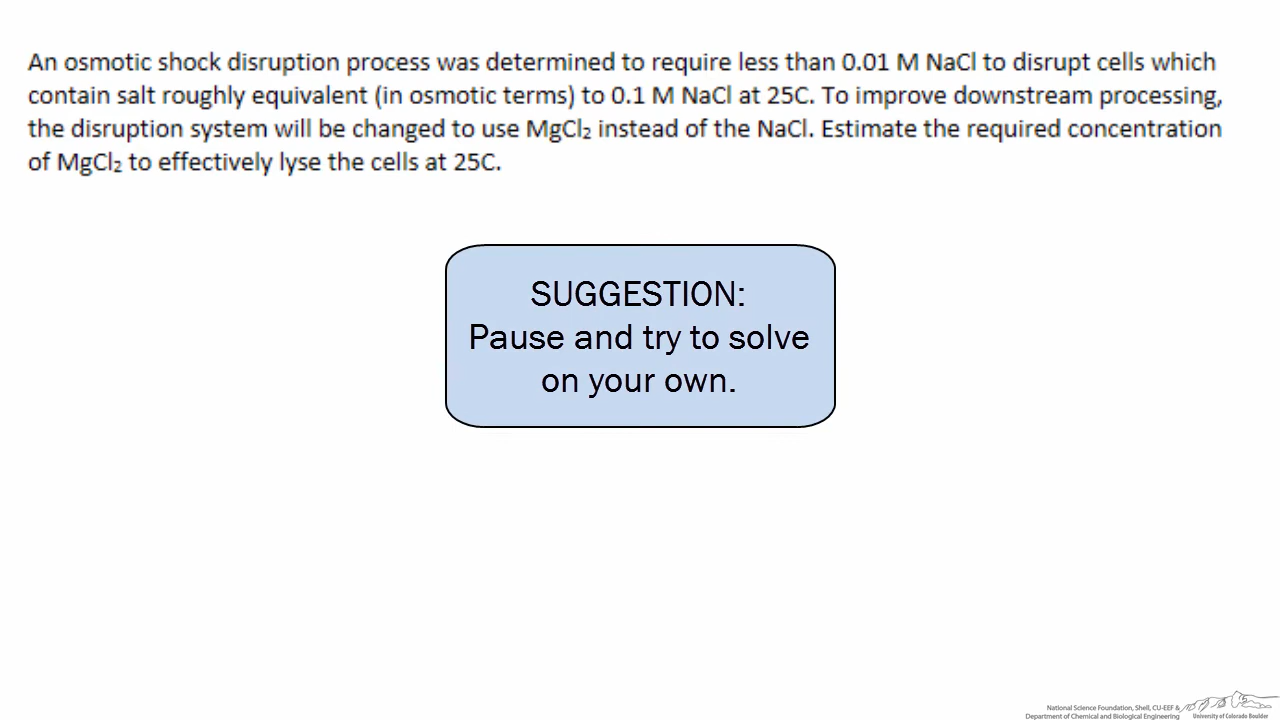 An osmotic shock disruption process was determined to require less than 0.01 M NaCl to disrupt cells which
contain salt roughly equivalent (in osmotic terms) to 0.1 M NaCl at 25C. To improve downstream processing,
the disruption system will be changed to use MgCl₂ instead of the NaCl. Estimate the required concentration
of MgCl₂ to effectively lyse the cells at 25C.
SUGGESTION:
Pause and try to solve
on your own.
National Science Foundation, Shell, CU-EEF &
Department of Chemical and Biological Engineering
University of Colorado Boulder